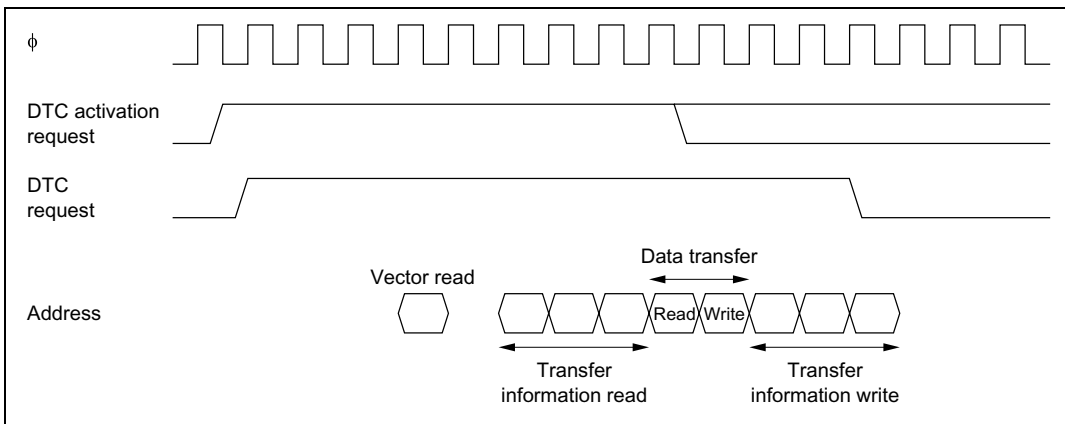 ϕ
DTC activation
request
DTC
request
Data transfer
Vector read
Address
Read
Write
Transfer
information read
Transfer
information write